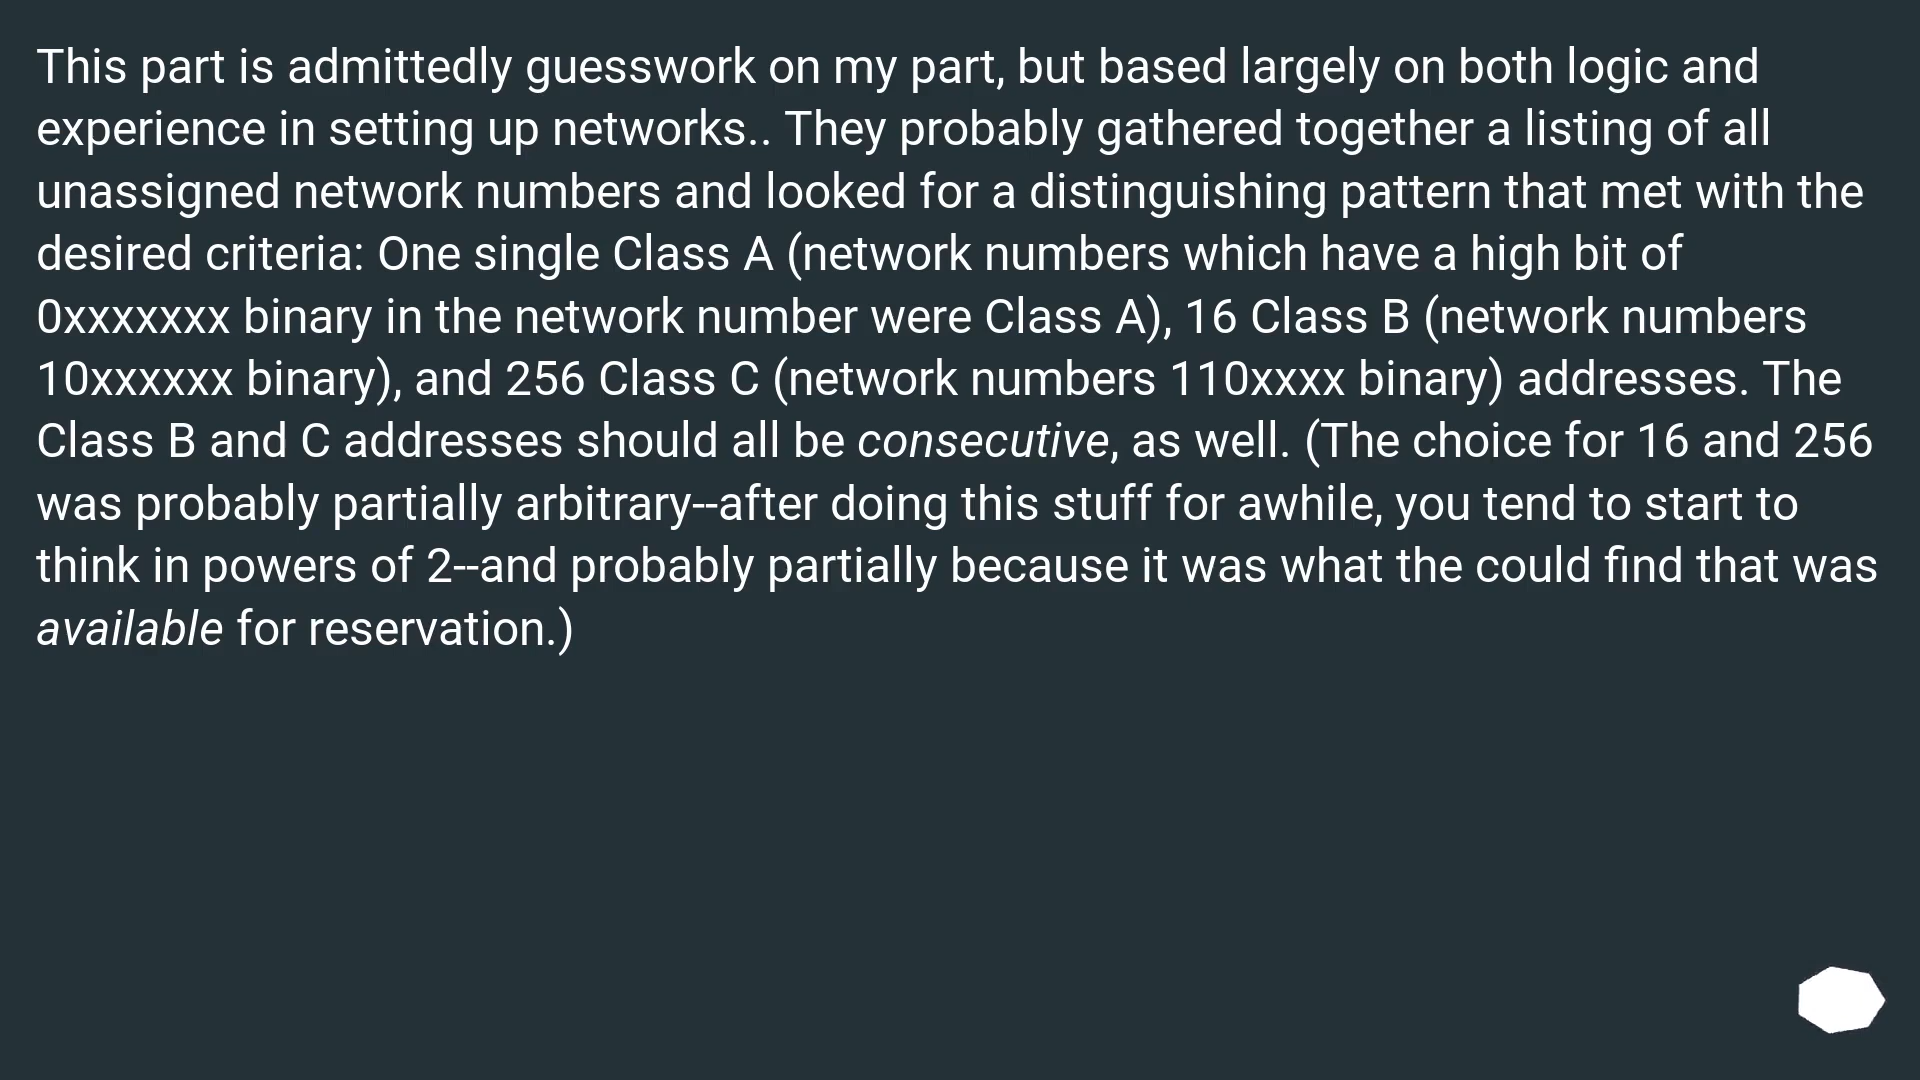 This part is admittedly guesswork on my part, but based largely on both logic and
experience in setting up networks.. They probably gathered together a listing of all
unassigned network numbers and looked for a distinguishing pattern that met with the
desired criteria: One single Class A (network numbers which have a high bit of
0xxxxxxx binary in the network number were Class A), 16 Class B (network numbers
10xxxxxx binary), and 256 Class C (network numbers 110xxxx binary) addresses. The
Class B and C addresses should all be consecutive, as well. (The choice for 16 and 256
was probably partially arbitrary--after doing this stuff for awhile, you tend to start to
think in powers of 2--and probably partially because it was what the could find that was
available for reservation.)